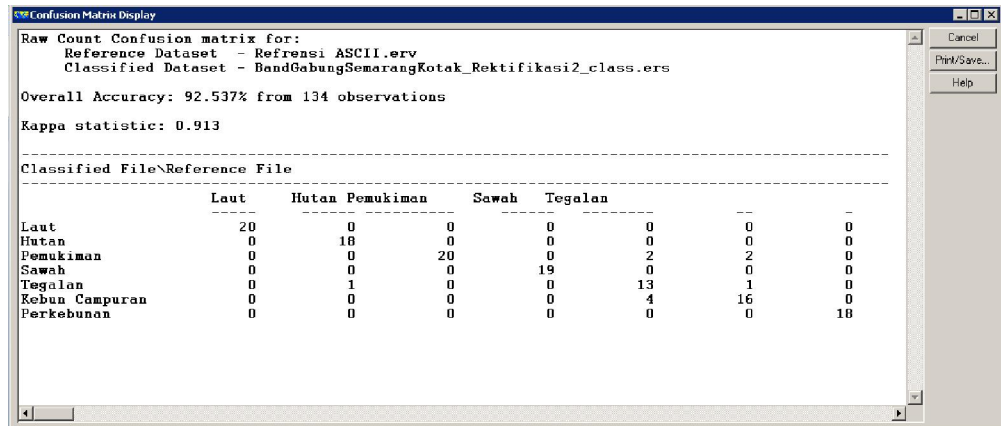 Confusion Matrix Display
Raw Count Confusion matrix for:
Reference Dataset - Refrensi ASCII.erv
Classified Dataset - BandGabungSemarangKotak_Rektifikasi2_class.ers
Overall Accuracy: 92.537% from 134 observations
Kappa statistic: 0.913
Classified File\Reference File
Laut Hutan Pemukiman Sawah Tegalan
Laut 20 0 0 0 0 0 0
Hutan 0 18 0 0 0 0 0
Pemukiman 0 0 20 0 2 2 0
Sawah 0 0 0 19 0 0 0
Tegalan 0 1 0 0 13 1 0
Kebun Campuran 0 0 0 0 4 16 0
Perkebunan 0 0 0 0 0 0 18
Cancel
Print/Save...
Help